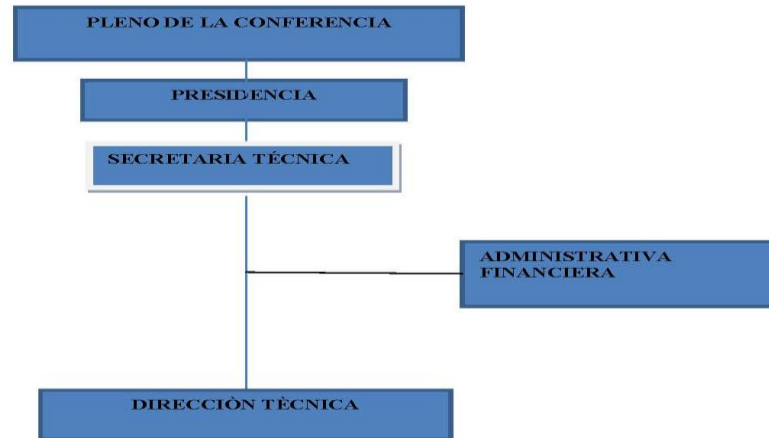 PLENO DE LA CONFERENCIA
PRESIDENCIA
SECRETARIA TÉCNICA
ADMINISTRATIVA
FINANCIERA
DIRECCIÒN TÈCNICA